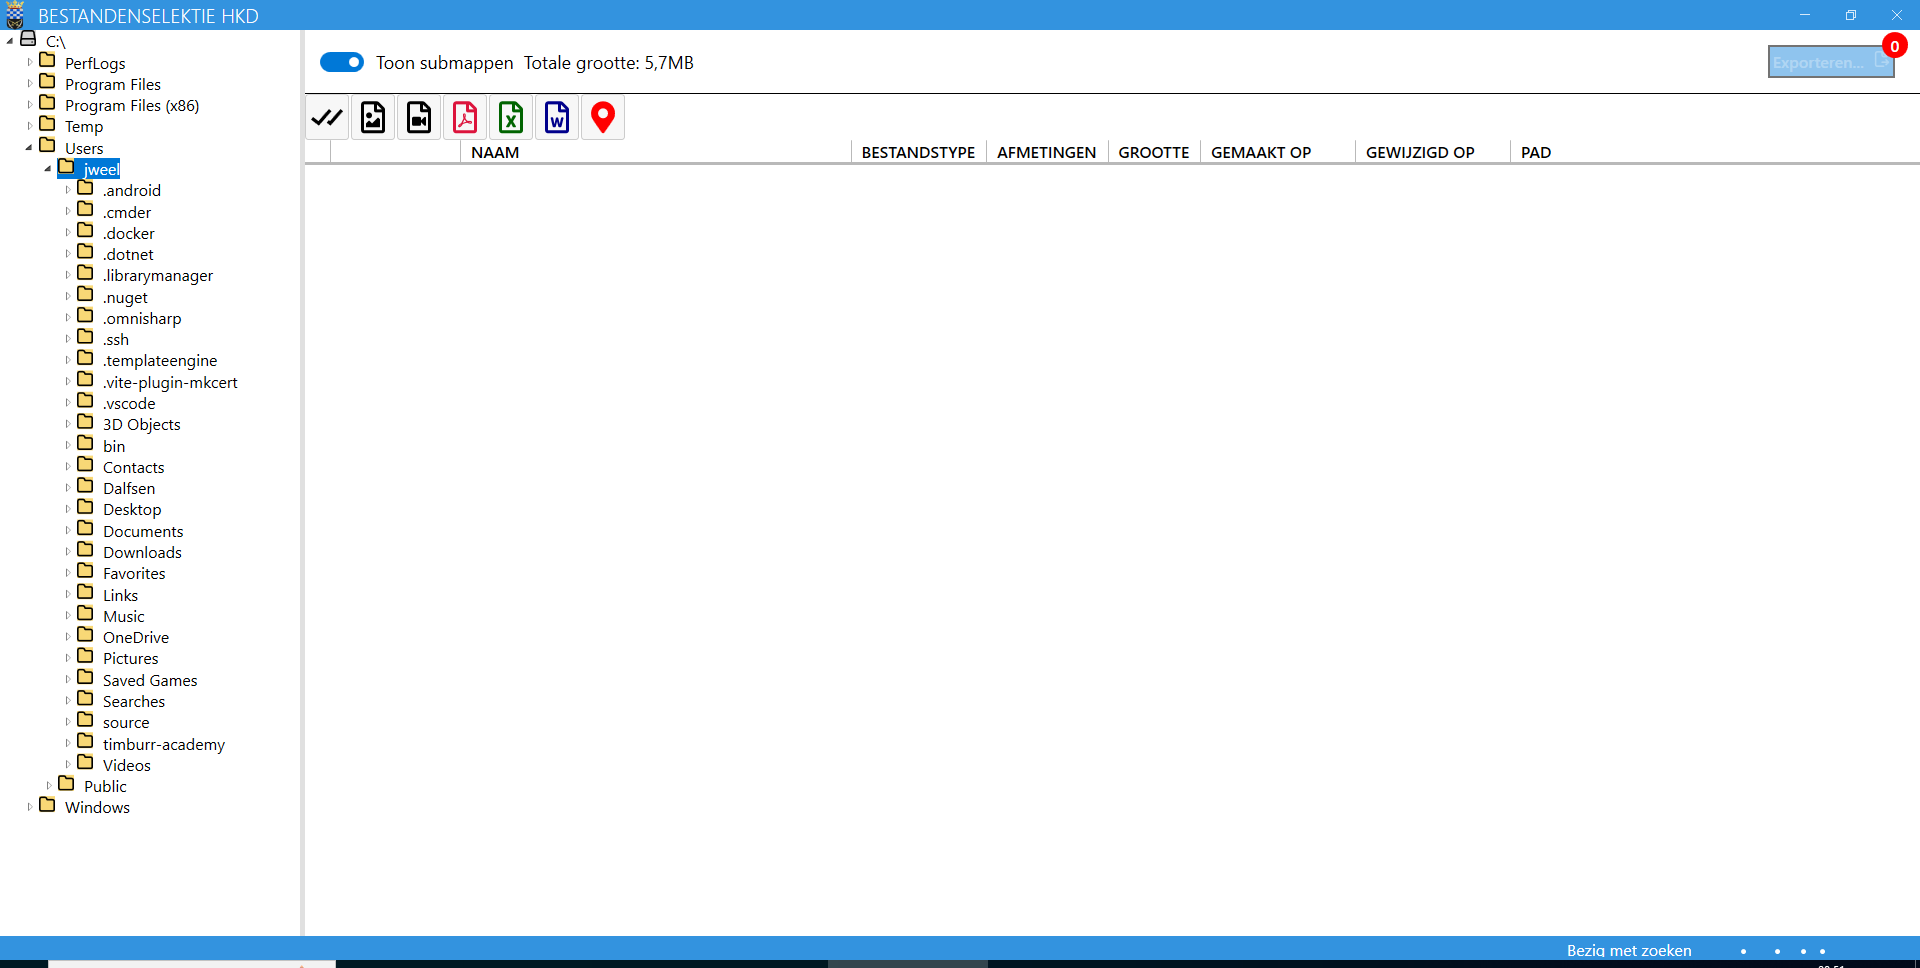 BESTANDENSELEKTIE HKD
C:\
PerfLogs
Program Files
Program Files (x86)
Temp
Users
jweel
.android
.cmder
.docker
.dotnet
.librarymanager
.nuget
.omnisharp
.ssh
.templateengine
.vite-plugin-mkcert
.vscode
3D Objects
bin
Contacts
Dalfsen
Desktop
Documents
Downloads
Favorites
Links
Music
OneDrive
Pictures
Saved Games
Searches
source
timburr-academy
Videos
Public
Windows
Toon submappen Totale grootte: 5,7MB
Exporteren... 0
NAAM BESTANDSTYPE AFMETINGEN GROOTTE GEMAAKT OP GEWIJZIGD OP PAD
Bezig met zoeken